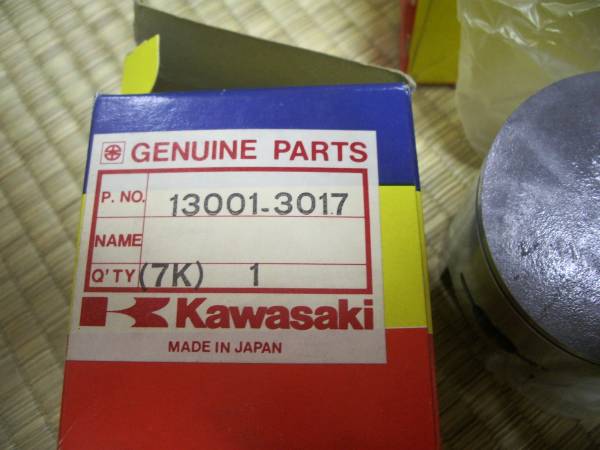 GENUINE PARTS
P. NO. 13001-3017
NAME
Q'TY (7K) 1
Kawasaki
MADE IN JAPAN